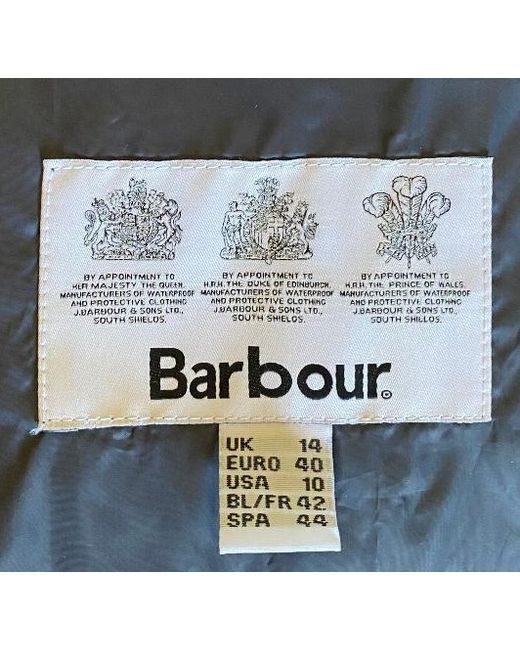 BY APPOINTMENT TO
HER MAJESTY THE QUEEN.
MANUFACTURERS OF WATERPROOF
AND PROTECTIVE CLOTHING
J.BARBOUR & SONS LTD.,
SOUTH SHIELDS.
BY APPOINTMENT TO
H.R.H. THE DUKE OF EDINBURGH.
MANUFACTURERS OF WATERPROOF
AND PROTECTIVE CLOTHING
J.BARBOUR & SONS LTD.,
SOUTH SHIELDS.
BY APPOINTMENT TO
H.R.H. THE PRINCE OF WALES.
MANUFACTURERS OF WATERPROOF
AND PROTECTIVE CLOTHING
J.BARBOUR & SONS LTD.,
SOUTH SHIELDS.
Barbour®
UK 14
EURO 40
USA 10
BL/FR 42
SPA 44